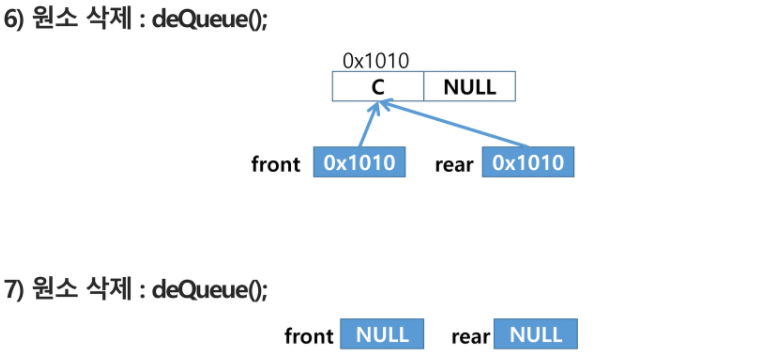 6) 원소 삭제 : deQueue();
0x1010
C NULL
front 0x1010 rear 0x1010
7) 원소 삭제 : deQueue();
front NULL rear NULL